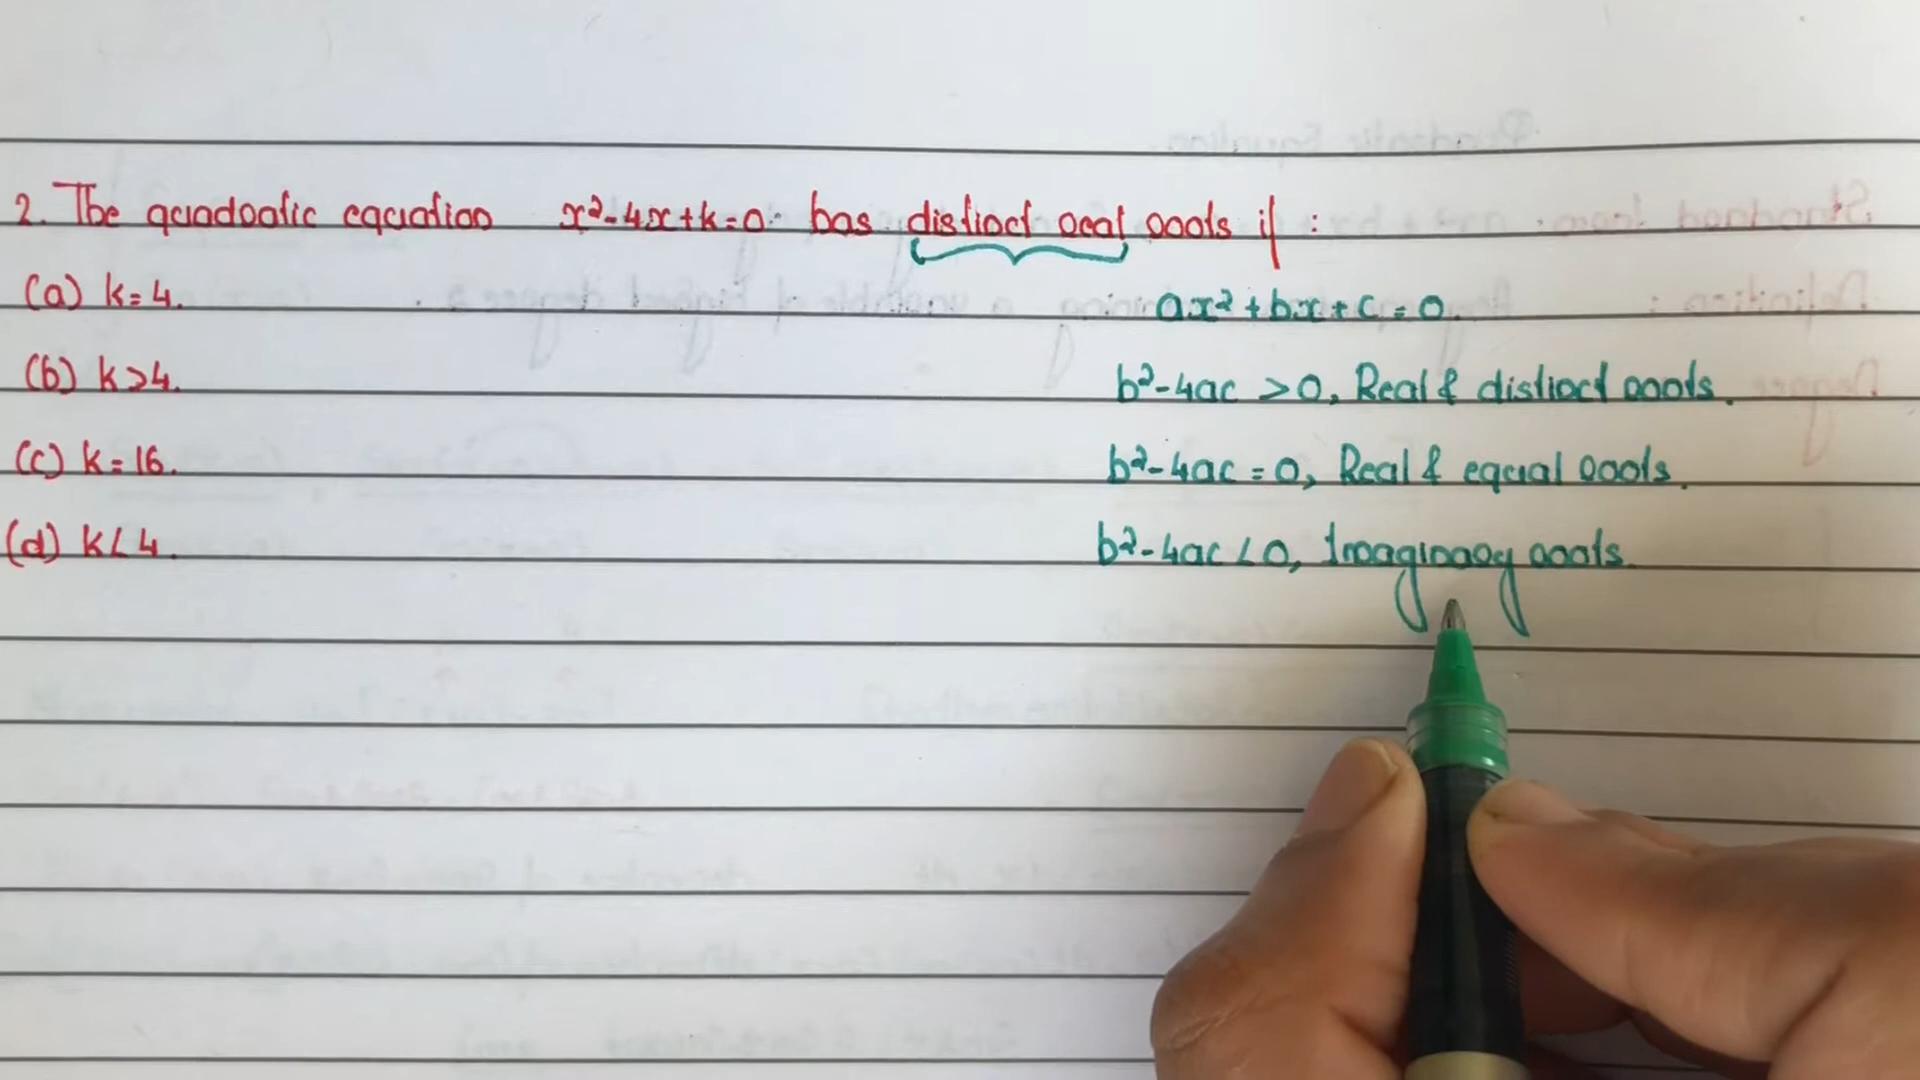 2. The quadratic equation x²-4x+k=0. has distinct real roots if :
(a) k=4.
(b) k>4.
(c) k=16.
(d) k<4.
ax²+bx+c=0.
b²-4ac >0, Real & distinct roots.
b²-4ac =0, Real & equal roots.
b²-4ac <0, Imaginary roots.